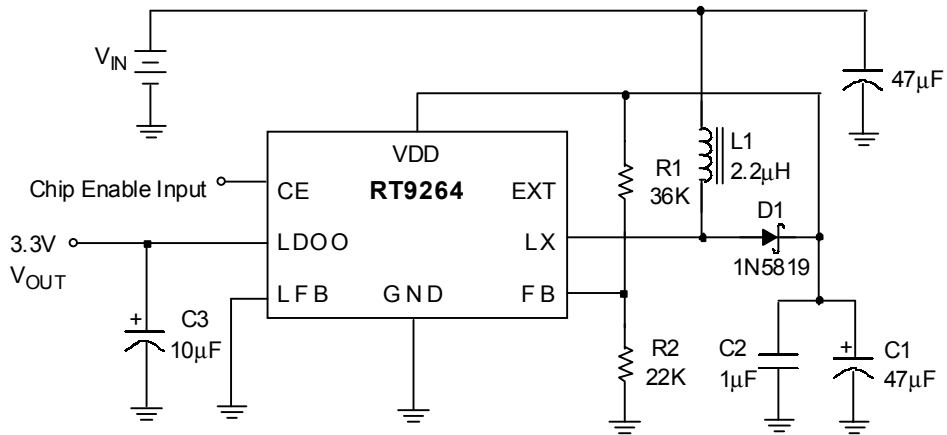 VIN
47μF
VDD
RT9264
Chip Enable Input
CE
EXT
R1
36K
L1
2.2μH
D1
1N5819
3.3V
VOUT
LDOO
LX
LFB
GND
FB
+
C3
10μF
R2
22K
C2
1μF
+
C1
47μF